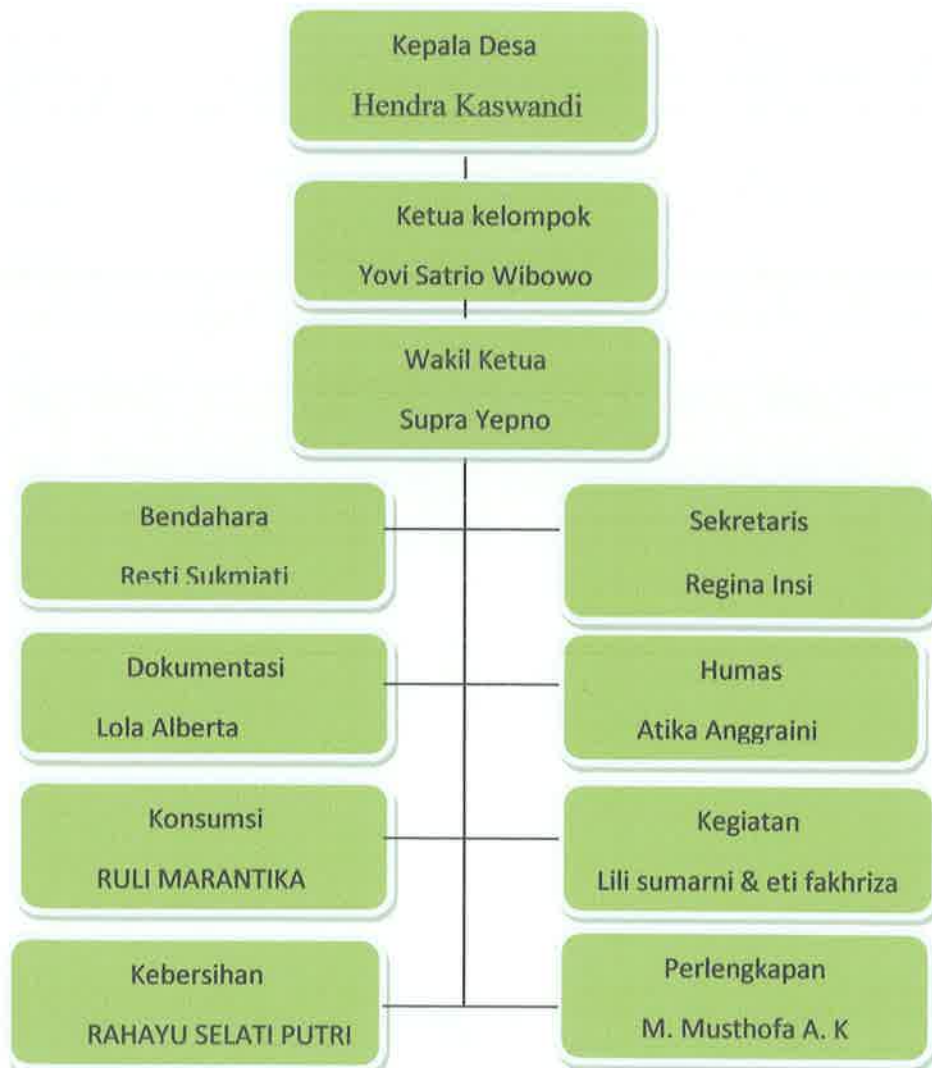 Kepala Desa
Hendra Kaswandi
Ketua kelompok
Yovi Satrio Wibowo
Wakil Ketua
Supra Yepno
Bendahara
Resti Sukmiati
Sekretaris
Regina Insi
Dokumentasi
Lola Alberta
Humas
Atika Anggraini
Konsumsi
RULI MARANTIKA
Kegiatan
Lili sumarni & eti fakhriza
Kebersihan
RAHAYU SELATI PUTRI
Perlengkapan
M. Musthofa A. K